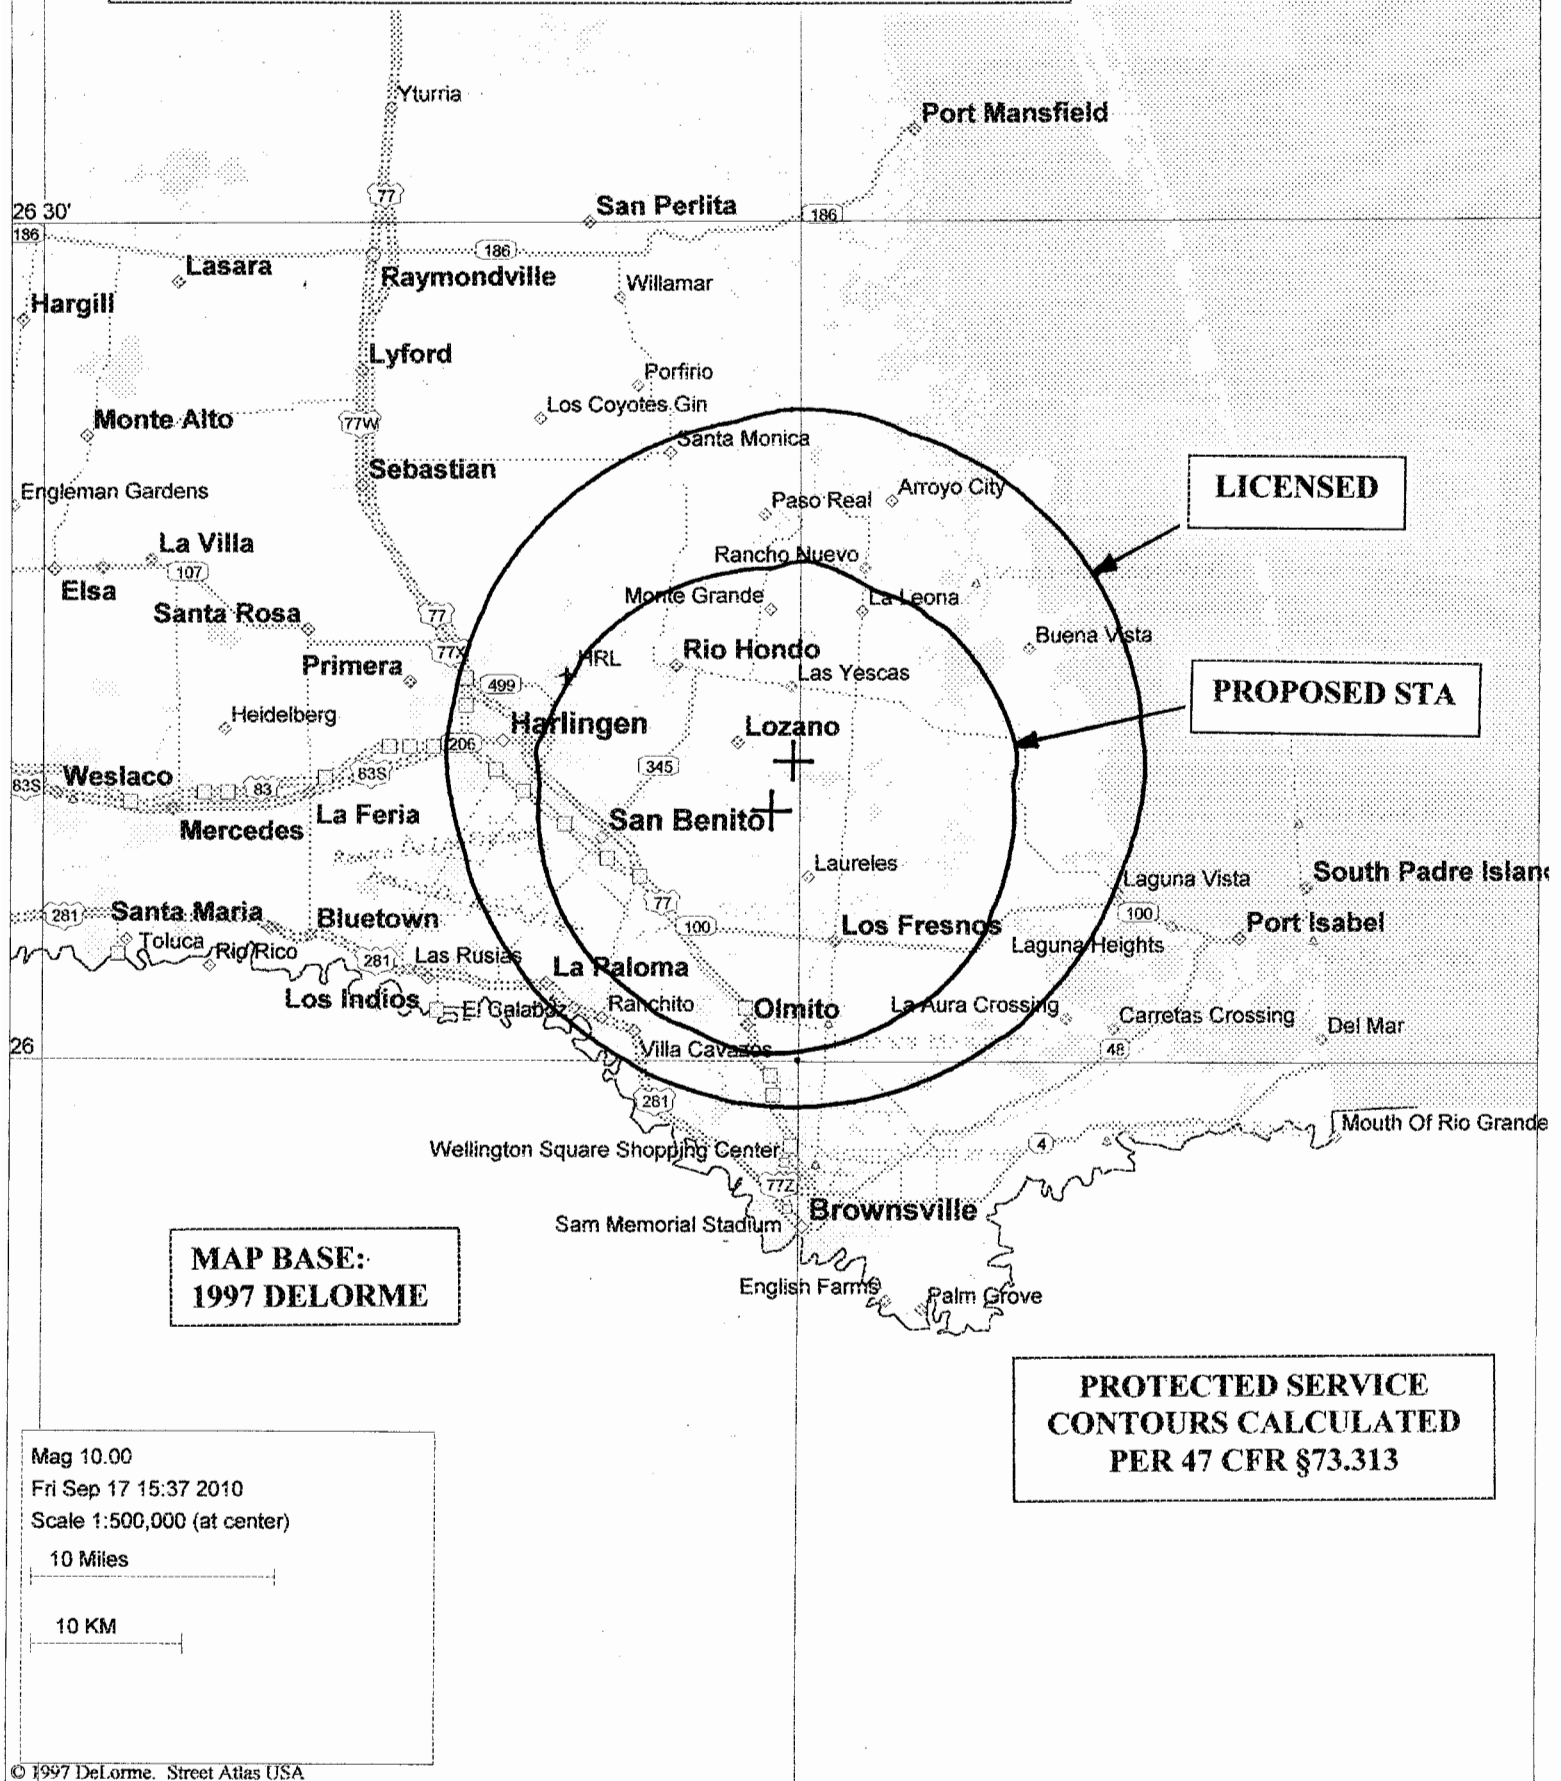 Yturria
Port Mansfield
77
26 30'
San Perlita
186
186
186
Lasara
Raymondville
Willamar
Hargill
Lyford
Porfirio
Los Coyotes Gin
Monte Alto
77W
Santa Monica
Sebastian
LICENSED
Engleman Gardens
Arroyo City
Paso Real
La Villa
Rancho Nuevo
107
Elsa
Monte Grande
La Leona
Santa Rosa
77
Buena Vista
77X
Primera
HRL
Rio Hondo
Las Yescas
499
PROPOSED STA
Heidelberg
Harlingen
Lozano
206
345
83S
Weslaco
83
83S
La Feria
Mercedes
San Benito
Laureles
Laguna Vista
South Padre Islan
281
Santa Maria
Bluetown
77
100
Los Fresnos
100
Port Isabel
Toluca
Rio Rico
281
Las Rusias
La Paloma
Laguna Heights
Los Indios
El Galaboz
Ranchito
Olmito
La Aura Crossing
Carretas Crossing
Del Mar
26
Villa Cavazos
48
281
Mouth Of Rio Grande
Wellington Square Shopping Center
4
77Z
Sam Memorial Stadium
Brownsville
MAP BASE:
1997 DELORME
English Farms
Palm Grove
PROTECTED SERVICE
CONTOURS CALCULATED
PER 47 CFR §73.313
Mag 10.00
Fri Sep 17 15:37 2010
Scale 1:500,000 (at center)
10 Miles
10 KM
© 1997 DeLorme. Street Atlas USA